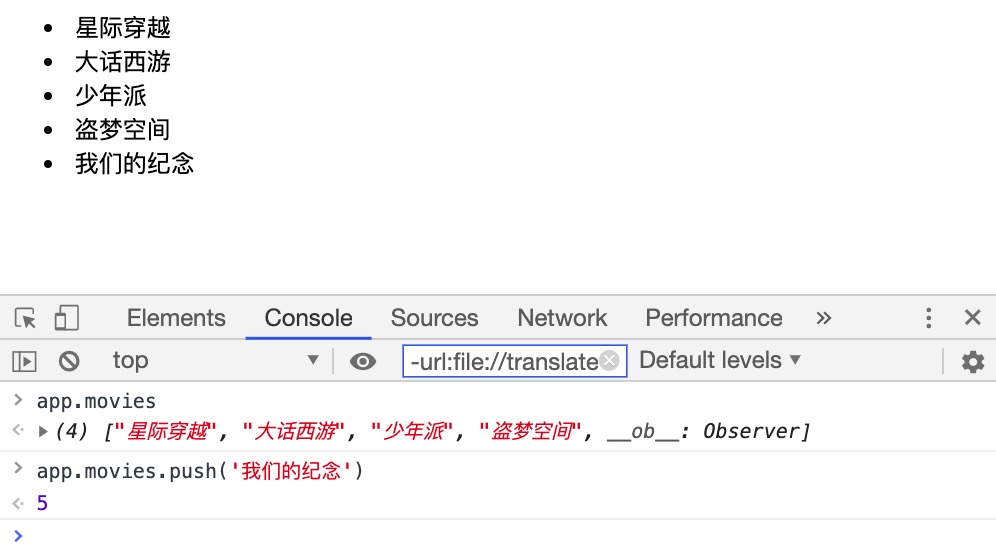 星际穿越
大话西游
少年派
盗梦空间
我们的纪念
Elements Console Sources Network Performance »
top -url:file://translate Default levels
app.movies
(4) ["星际穿越", "大话西游", "少年派", "盗梦空间", __ob__: Observer]
app.movies.push('我们的纪念')
5